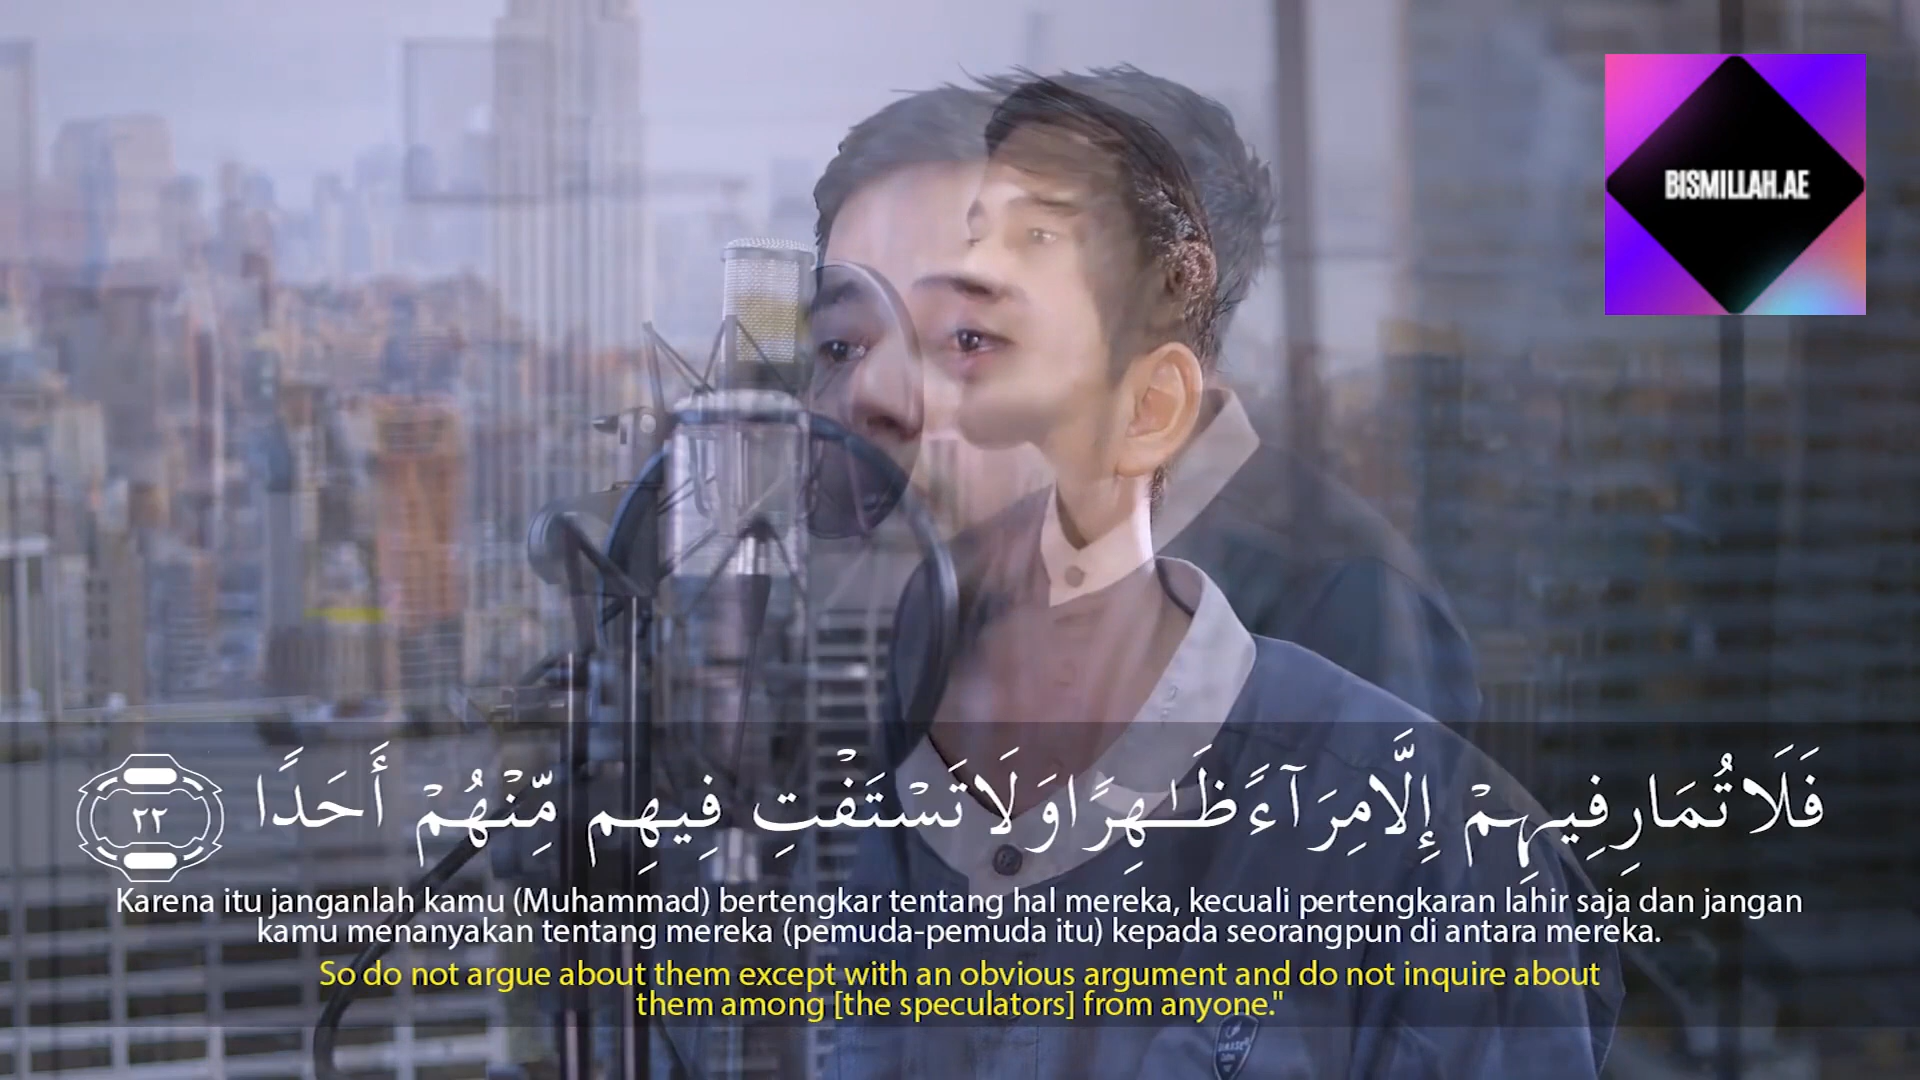 BISMILLAH.AE
فَلَا تُمَارِ فِيهِمْ إِلَّا مِرَآءً ظَـٰهِرًا وَلَا تَسْتَفْتِ فِيهِم مِّنْهُمْ أَحَدًا ٢٢
Karena itu janganlah kamu (Muhammad) bertengkar tentang hal mereka, kecuali pertengkaran lahir saja dan jangan
kamu menanyakan tentang mereka (pemuda-pemuda itu) kepada seorangpun di antara mereka.
So do not argue about them except with an obvious argument and do not inquire about
them among [the speculators] from anyone."